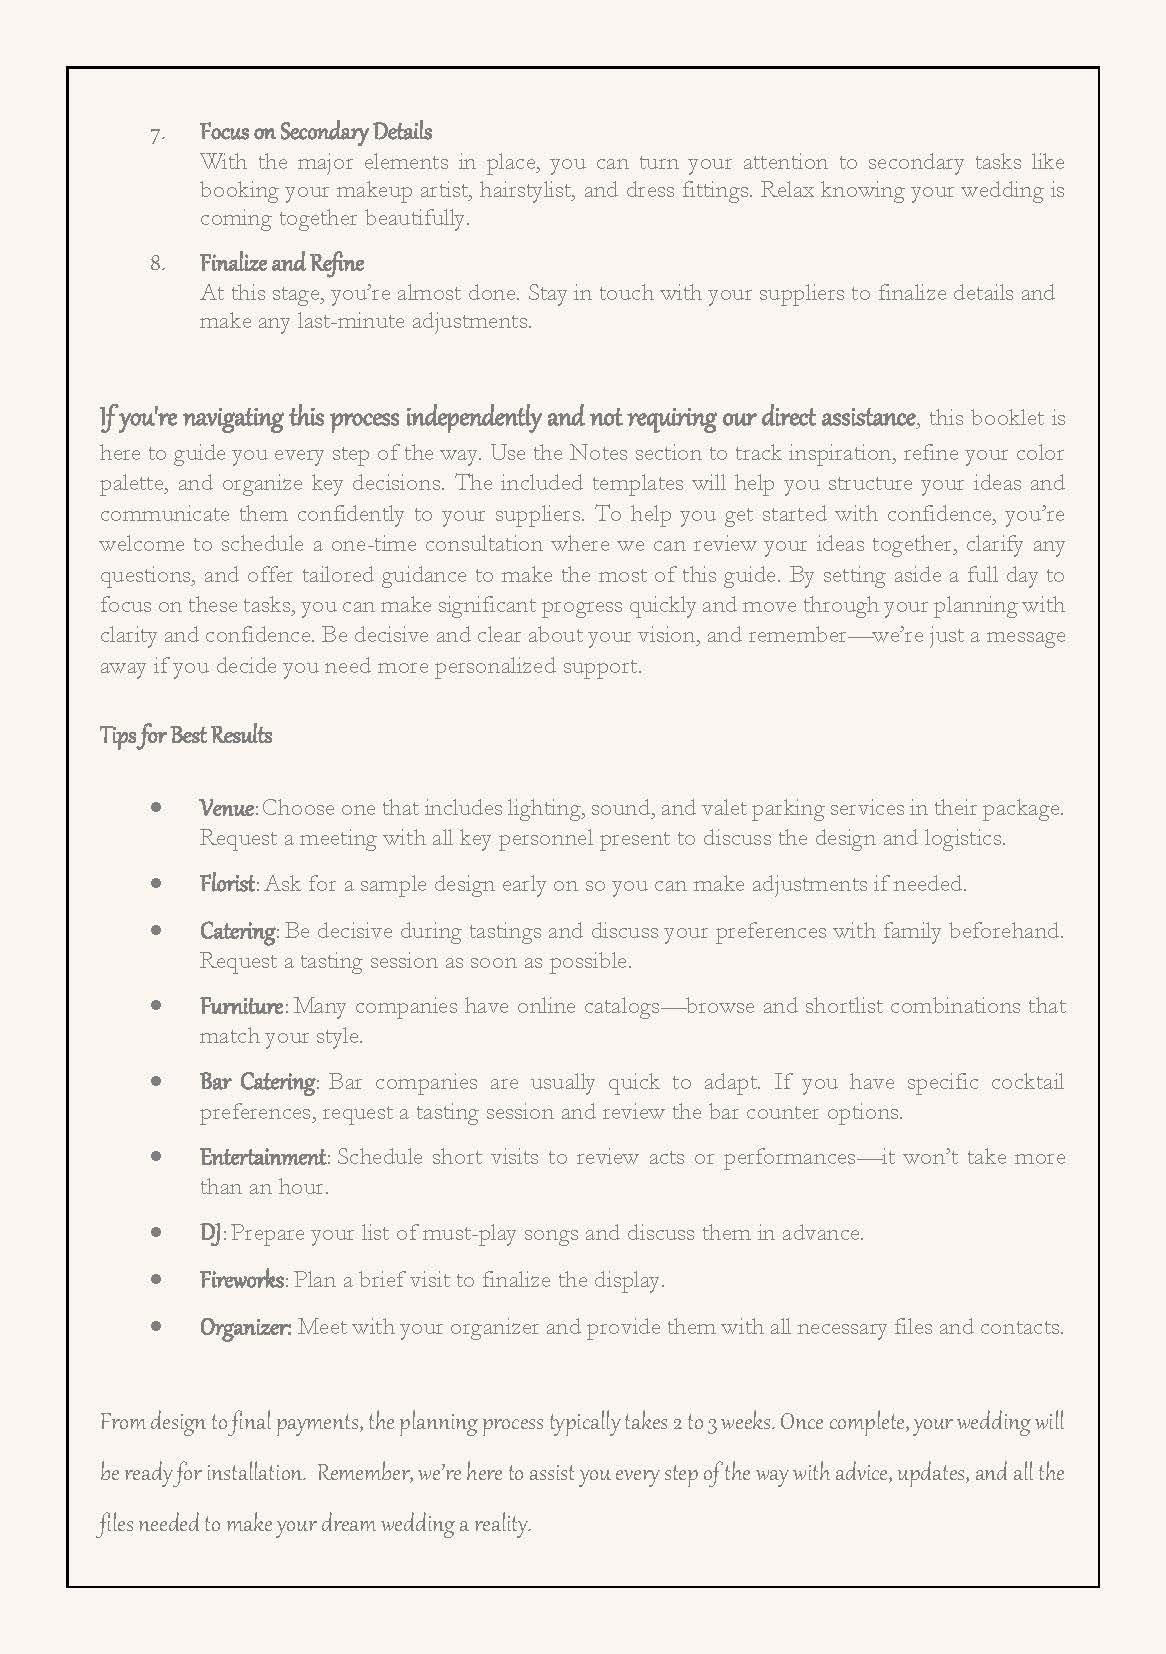 7. Focus on Secondary Details
With the major elements in place, you can turn your attention to secondary tasks like
booking your makeup artist, hairstylist, and dress fittings. Relax knowing your wedding is
coming together beautifully.
8. Finalize and Refine
At this stage, you’re almost done. Stay in touch with your suppliers to finalize details and
make any last-minute adjustments.
If you're navigating this process independently and not requiring our direct assistance, this booklet is
here to guide you every step of the way. Use the Notes section to track inspiration, refine your color
palette, and organize key decisions. The included templates will help you structure your ideas and
communicate them confidently to your suppliers. To help you get started with confidence, you’re
welcome to schedule a one-time consultation where we can review your ideas together, clarify any
questions, and offer tailored guidance to make the most of this guide. By setting aside a full day to
focus on these tasks, you can make significant progress quickly and move through your planning with
clarity and confidence. Be decisive and clear about your vision, and remember—we’re just a message
away if you decide you need more personalized support.
Tips for Best Results
• Venue: Choose one that includes lighting, sound, and valet parking services in their package.
Request a meeting with all key personnel present to discuss the design and logistics.
• Florist: Ask for a sample design early on so you can make adjustments if needed.
• Catering: Be decisive during tastings and discuss your preferences with family beforehand.
Request a tasting session as soon as possible.
• Furniture: Many companies have online catalogs—browse and shortlist combinations that
match your style.
• Bar Catering: Bar companies are usually quick to adapt. If you have specific cocktail
preferences, request a tasting session and review the bar counter options.
• Entertainment: Schedule short visits to review acts or performances—it won’t take more
than an hour.
• DJ: Prepare your list of must-play songs and discuss them in advance.
• Fireworks: Plan a brief visit to finalize the display.
• Organizer: Meet with your organizer and provide them with all necessary files and contacts.
From design to final payments, the planning process typically takes 2 to 3 weeks. Once complete, your wedding will
be ready for installation. Remember, we’re here to assist you every step of the way with advice, updates, and all the
files needed to make your dream wedding a reality.